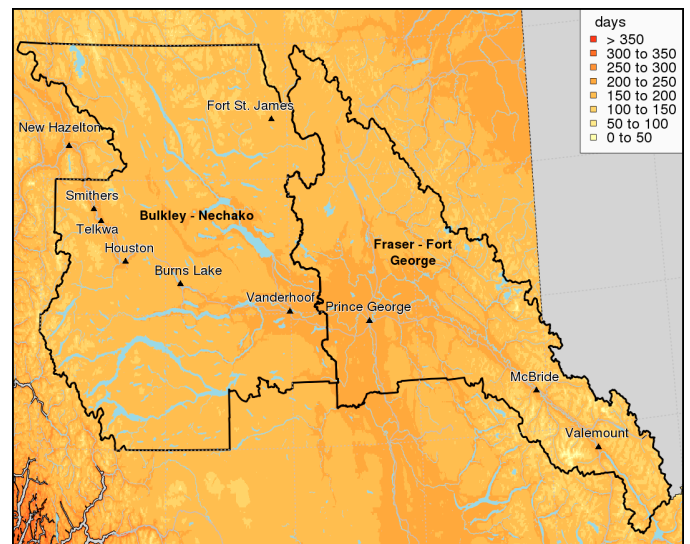 days
> 350
300 to 350
250 to 300
200 to 250
150 to 200
100 to 150
50 to 100
0 to 50
Fort St. James
New Hazelton
Smithers
Bulkley - Nechako
Telkwa
Fraser - Fort
George
Houston
Burns Lake
Vanderhoof
Prince George
McBride
Valemount